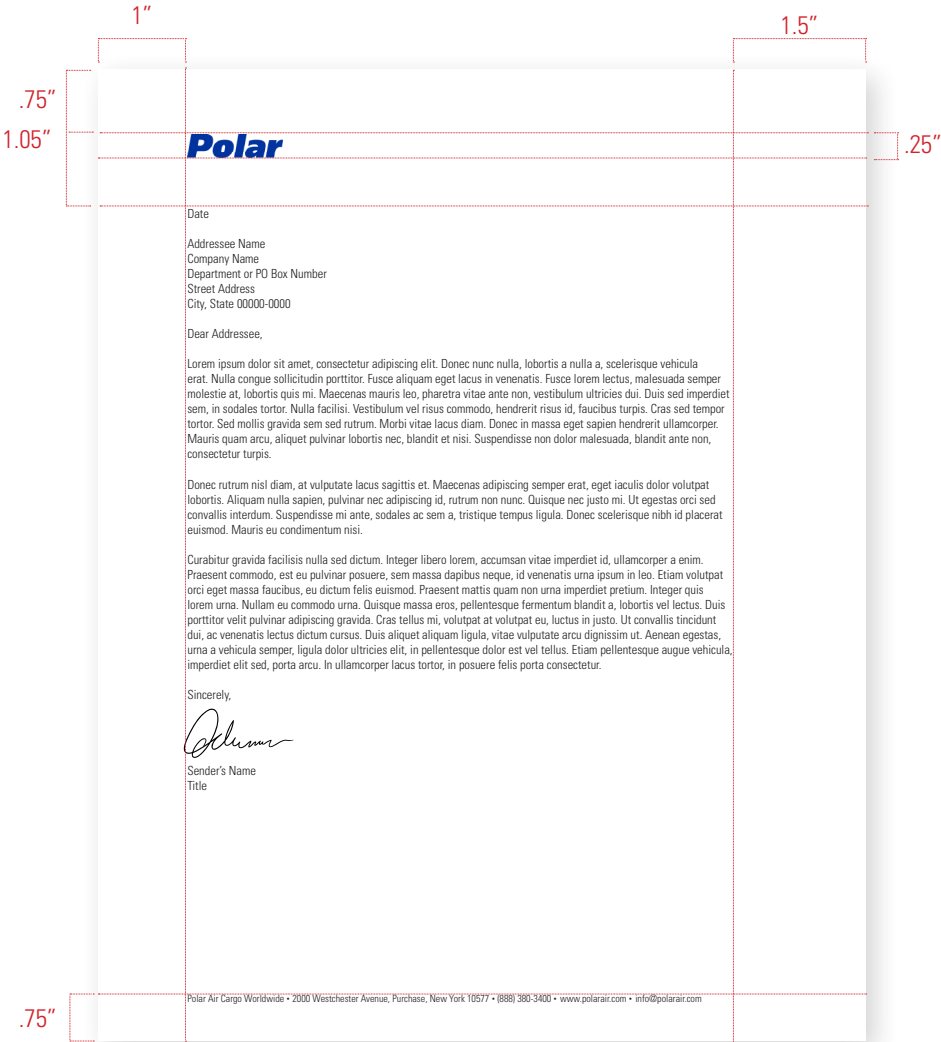 1”
1.5”
.75”
1.05”
.25”
Polar
Date
Addressee Name
Company Name
Department or PO Box Number
Street Address
City, State 00000-0000
Dear Addressee,
Lorem ipsum dolor sit amet, consectetur adipiscing elit. Donec nunc nulla, lobortis a nulla a, scelerisque vehicula
erat. Nulla congue sollicitudin porttitor. Fusce aliquam eget lacus in venenatis. Fusce lorem lectus, malesuada semper
molestie at, lobortis quis mi. Maecenas mauris leo, pharetra vitae ante non, vestibulum ultricies dui. Duis sed imperdiet
sem, in sodales tortor. Nulla facilisi. Vestibulum vel risus commodo, hendrerit risus id, faucibus turpis. Cras sed tempor
tortor. Sed mollis gravida sem sed rutrum. Morbi vitae lacus diam. Donec in massa eget sapien hendrerit ullamcorper.
Mauris quam arcu, aliquet pulvinar lobortis nec, blandit et nisi. Suspendisse non dolor malesuada, blandit ante non,
consectetur turpis.
Donec rutrum nisl diam, at vulputate lacus sagittis et. Maecenas adipiscing semper erat, eget iaculis dolor volutpat
lobortis. Aliquam nulla sapien, pulvinar nec adipiscing id, rutrum non nunc. Quisque nec justo mi. Ut egestas orci sed
convallis interdum. Suspendisse mi ante, sodales ac sem a, tristique tempus ligula. Donec scelerisque nibh id placerat
euismod. Mauris eu condimentum nisi.
Curabitur gravida facilisis nulla sed dictum. Integer libero lorem, accumsan vitae imperdiet id, ullamcorper a enim.
Praesent commodo, est eu pulvinar posuere, sem massa dapibus neque, id venenatis urna ipsum in leo. Etiam volutpat
orci eget massa faucibus, eu dictum felis euismod. Praesent mattis quam non urna imperdiet pretium. Integer quis
lorem urna. Nullam eu commodo urna. Quisque massa eros, pellentesque fermentum blandit a, lobortis vel lectus. Duis
porttitor velit pulvinar adipiscing gravida. Cras tellus mi, volutpat at volutpat eu, luctus in justo. Ut convallis tincidunt
dui, ac venenatis lectus dictum cursus. Duis aliquet aliquam ligula, vitae vulputate arcu dignissim ut. Aenean egestas,
urna a vehicula semper, ligula dolor ultricies elit, in pellentesque dolor est vel tellus. Etiam pellentesque augue vehicula,
imperdiet elit sed, porta arcu. In ullamcorper lacus tortor, in posuere felis porta consectetur.
Sincerely,
Sender’s Name
Title
Polar Air Cargo Worldwide • 2000 Westchester Avenue, Purchase, New York 10577 • (888) 380-3400 • www.polarair.com • info@polarair.com
.75”